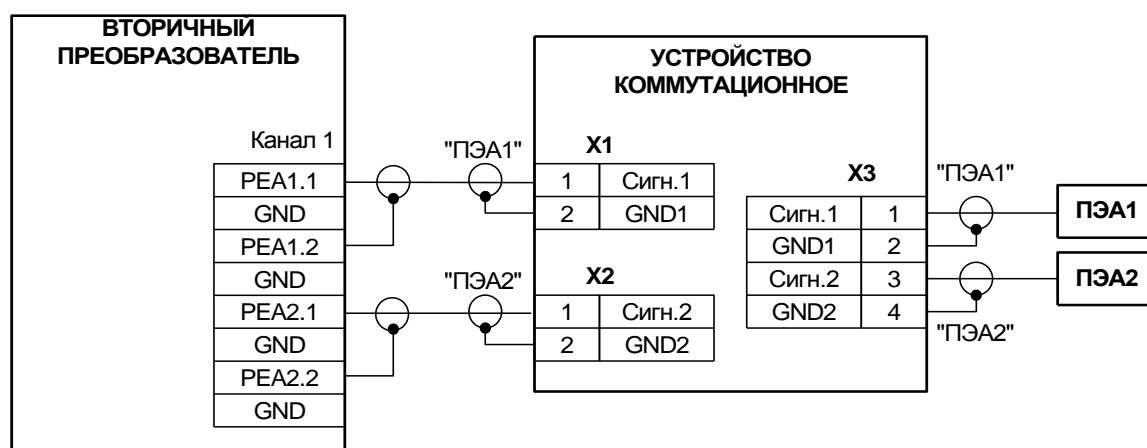 ВТОРИЧНЫЙ
ПРЕОБРАЗОВАТЕЛЬ
Канал 1
PEA1.1
GND
PEA1.2
GND
PEA2.1
GND
PEA2.2
GND
"ПЭА1"
"ПЭА2"
УСТРОЙСТВО
КОММУТАЦИОННОЕ
X1
1 Сигн.1
2 GND1
X2
1 Сигн.2
2 GND2
X3
Сигн.1 1
GND1 2
Сигн.2 3
GND2 4
"ПЭА1"
"ПЭА2"
ПЭА1
ПЭА2